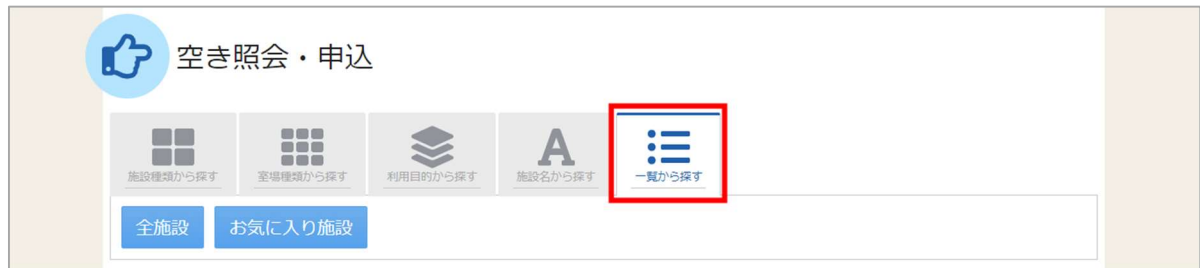 空き照会・申込
施設種類から探す 室場種類から探す 利用目的から探す 施設名から探す 一覧から探す
全施設 お気に入り施設